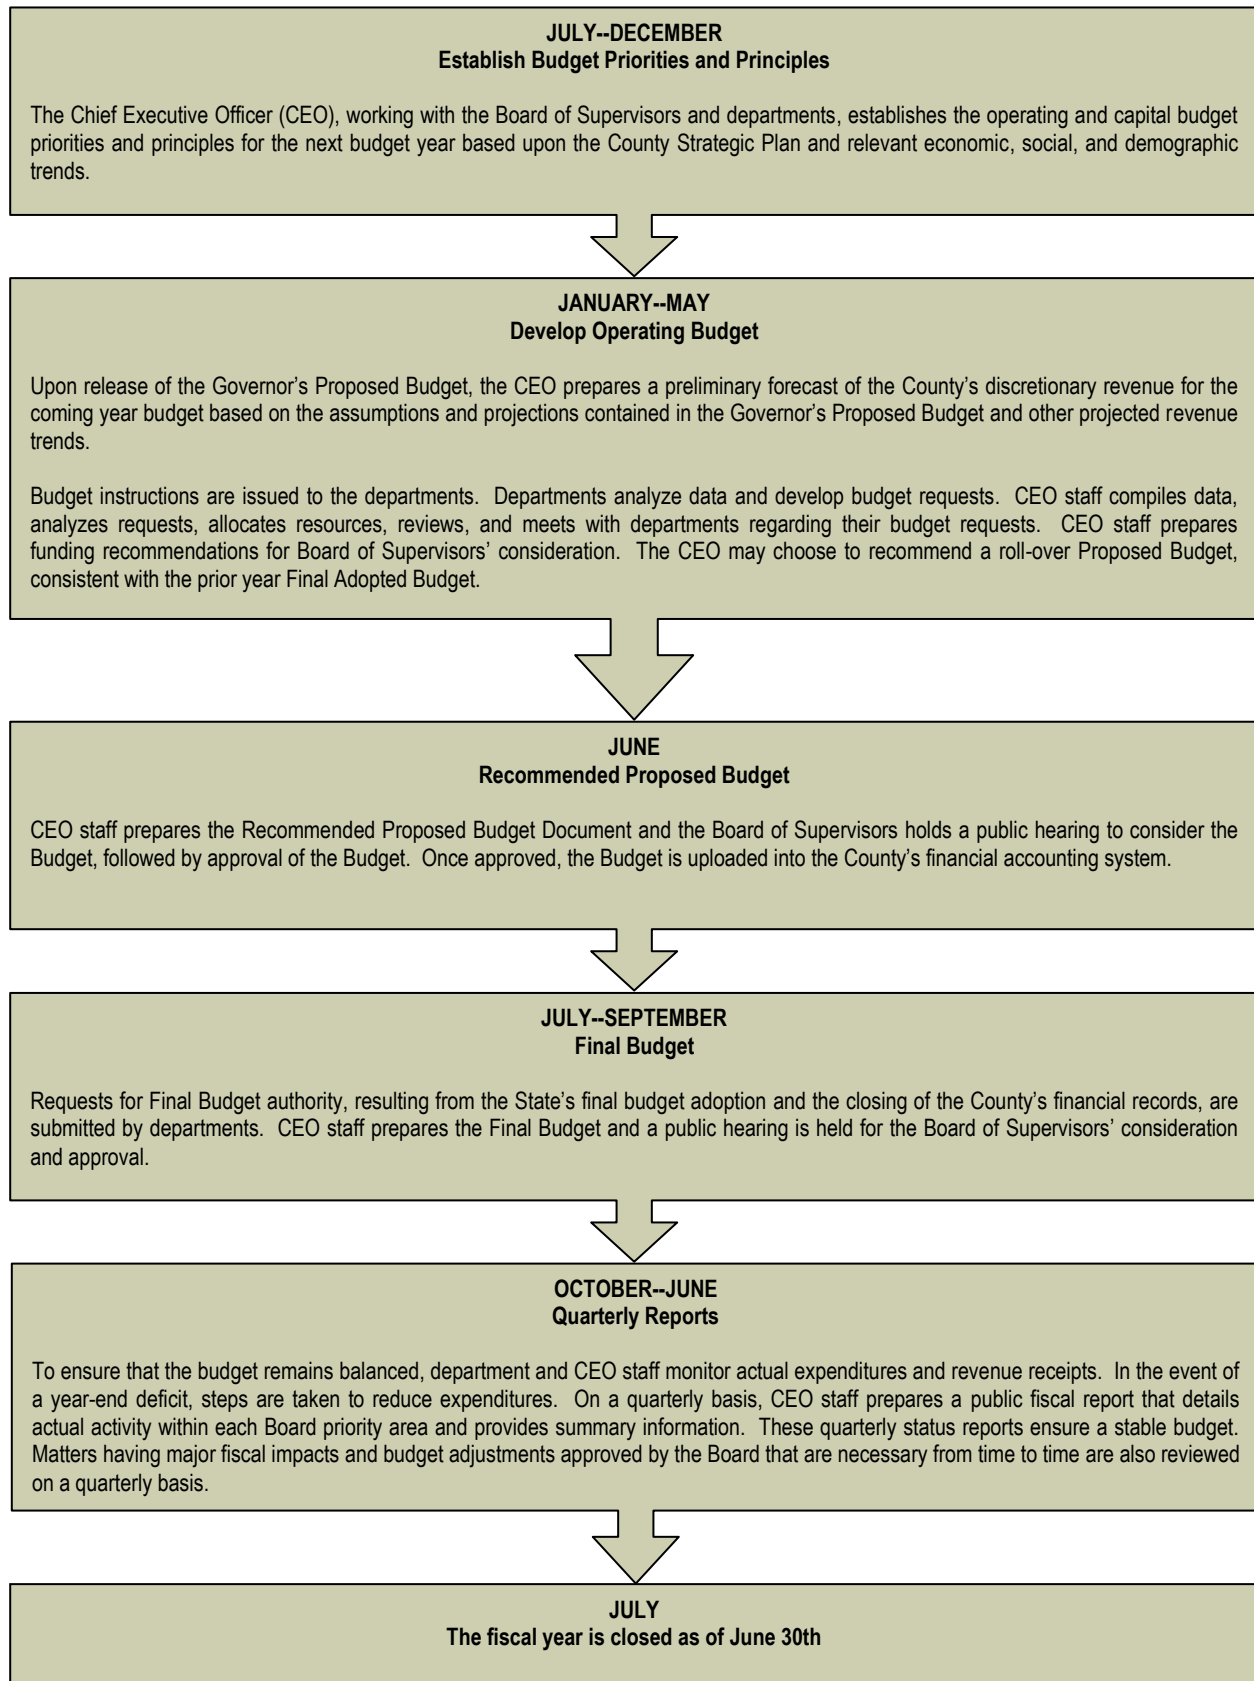 JULY--DECEMBER
Establish Budget Priorities and Principles
The Chief Executive Officer (CEO), working with the Board of Supervisors and departments, establishes the operating and capital budget
priorities and principles for the next budget year based upon the County Strategic Plan and relevant economic, social, and demographic
trends.
JANUARY--MAY
Develop Operating Budget
Upon release of the Governor's Proposed Budget, the CEO prepares a preliminary forecast of the County's discretionary revenue for the
coming year budget based on the assumptions and projections contained in the Governor's Proposed Budget and other projected revenue
trends.
Budget instructions are issued to the departments. Departments analyze data and develop budget requests. CEO staff compiles data,
analyzes requests, allocates resources, reviews, and meets with departments regarding their budget requests. CEO staff prepares
funding recommendations for Board of Supervisors' consideration. The CEO may choose to recommend a roll-over Proposed Budget,
consistent with the prior year Final Adopted Budget.
JUNE
Recommended Proposed Budget
CEO staff prepares the Recommended Proposed Budget Document and the Board of Supervisors holds a public hearing to consider the
Budget, followed by approval of the Budget. Once approved, the Budget is uploaded into the County's financial accounting system.
JULY--SEPTEMBER
Final Budget
Requests for Final Budget authority, resulting from the State's final budget adoption and the closing of the County's financial records, are
submitted by departments. CEO staff prepares the Final Budget and a public hearing is held for the Board of Supervisors' consideration
and approval.
OCTOBER--JUNE
Quarterly Reports
To ensure that the budget remains balanced, department and CEO staff monitor actual expenditures and revenue receipts. In the event of
a year-end deficit, steps are taken to reduce expenditures. On a quarterly basis, CEO staff prepares a public fiscal report that details
actual activity within each Board priority area and provides summary information. These quarterly status reports ensure a stable budget.
Matters having major fiscal impacts and budget adjustments approved by the Board that are necessary from time to time are also reviewed
on a quarterly basis.
JULY
The fiscal year is closed as of June 30th